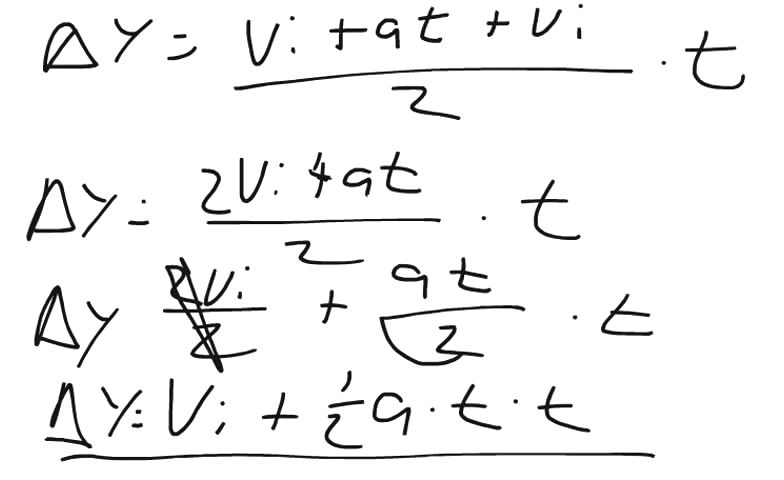 Δy = (Vi + at + Vi)/2 · t
Δy = (2Vi + at)/2 · t
Δy 2Vi/2 + at/2 · t
Δy = Vi + 1/2 a · t · t